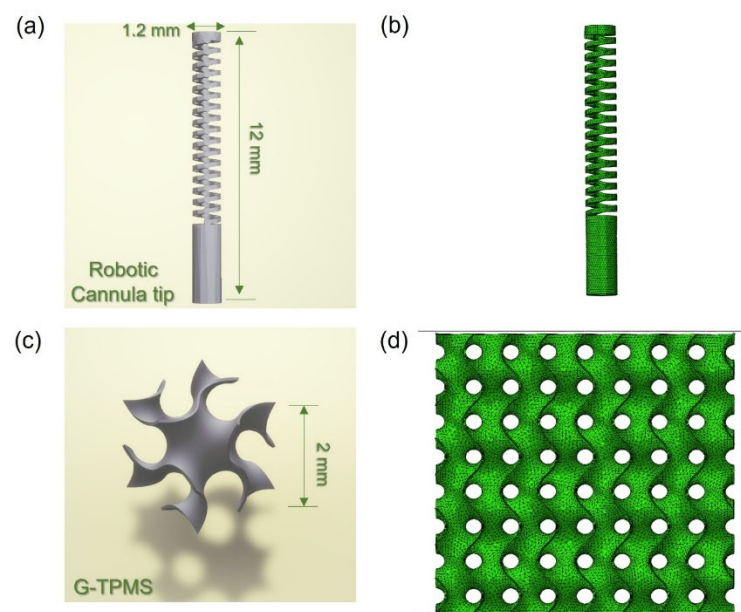 (a)
1.2 mm
12 mm
Robotic
Cannula tip
(b)
(c)
2 mm
G-TPMS
(d)